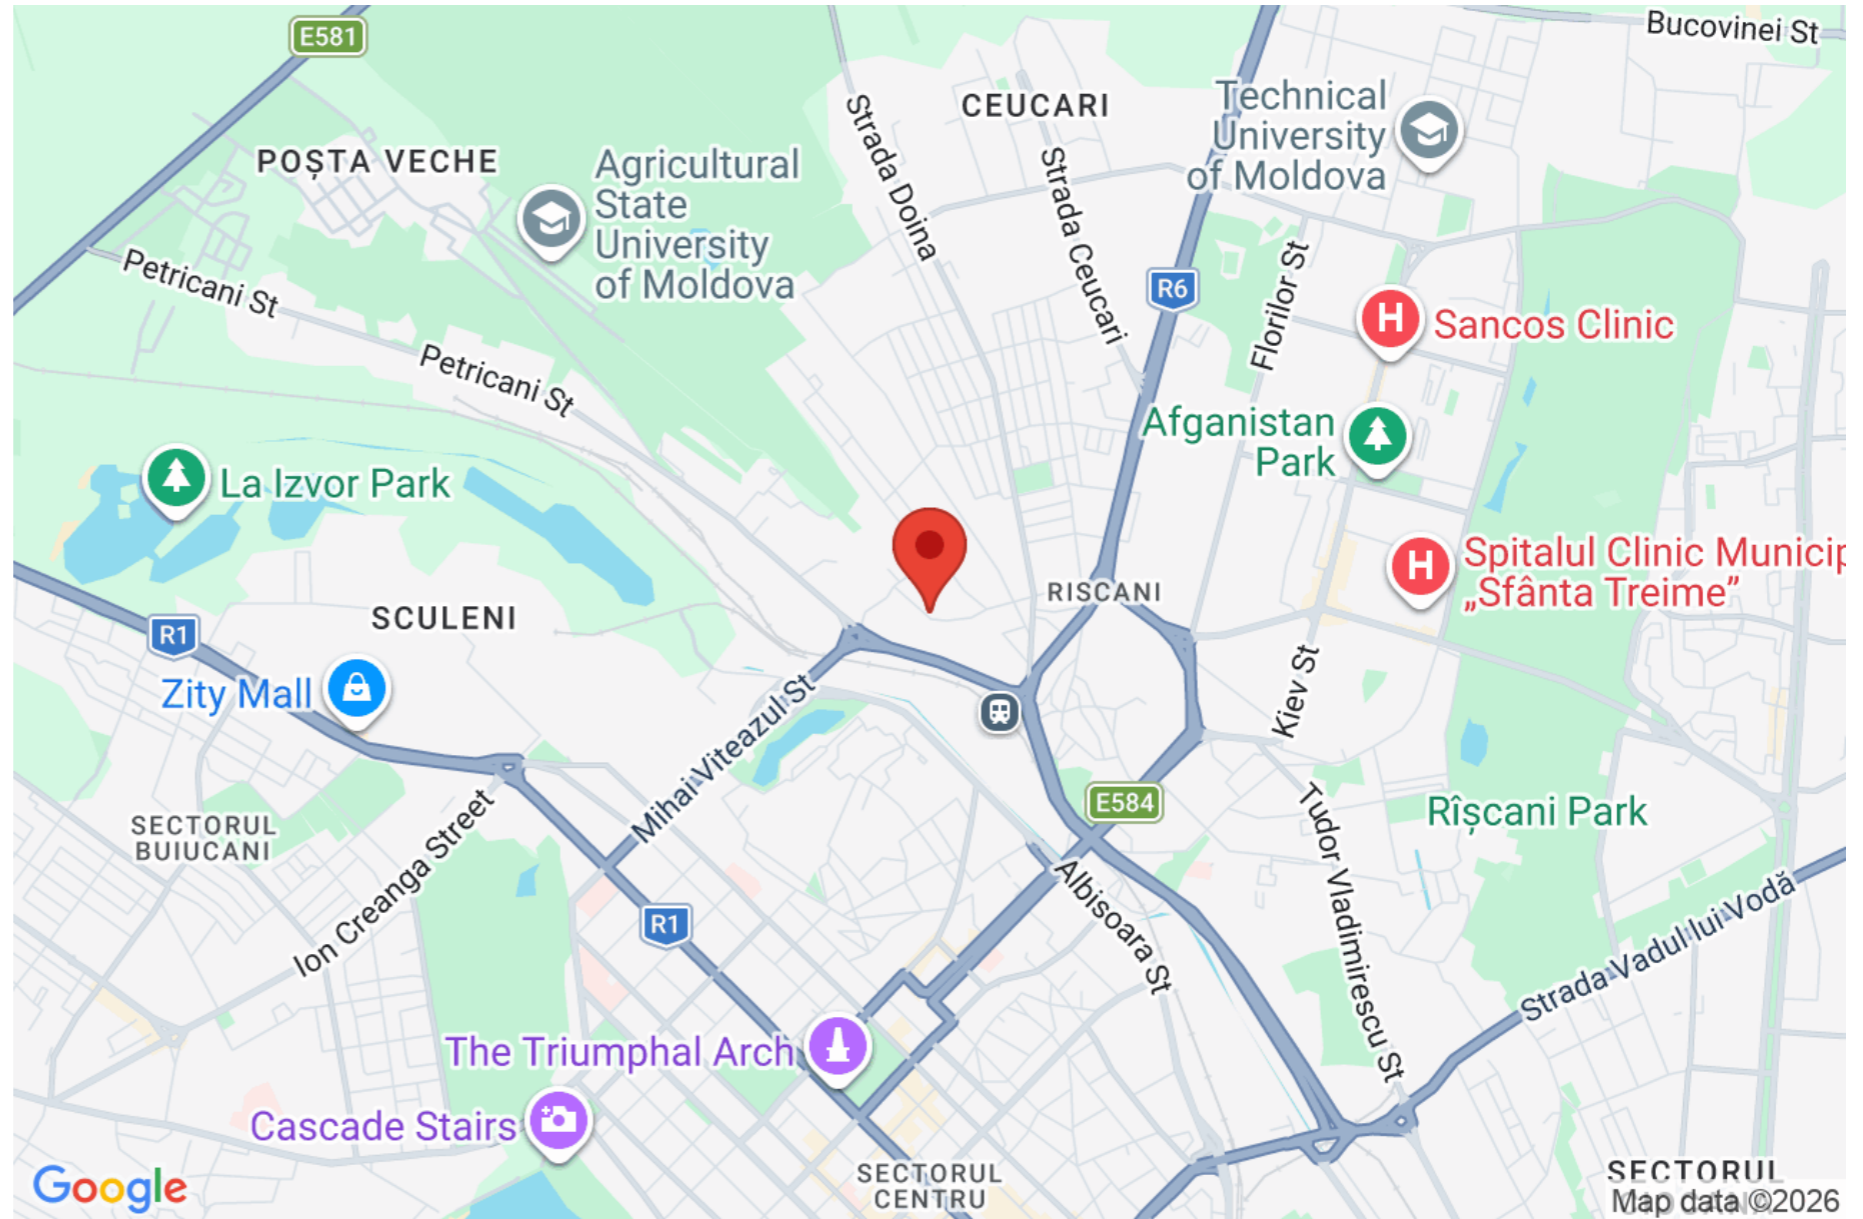 E581
Bucovinei St
CEUCARI
Technical
University
of Moldova
Strada Doina
POȘTA VECHE
Agricultural
State
University
of Moldova
Strada Ceucari
Petricani St
Florilor St
R6
Sancos Clinic
Petricani St
Afganistan
Park
La Izvor Park
Spitalul Clinic Municip
„Sfânta Treime”
RISCANI
SCULENI
R1
Zity Mall
Kiev St
Mihai Viteazul St
E584
Rîșcani Park
SECTORUL
BUIUCANI
Ion Creanga Street
Tudor Vladimirescu St
Albisoara St
Strada Vadul lui Vodă
R1
The Triumphal Arch
Cascade Stairs
SECTORUL
CENTRU
SECTORUL
Google
Map data ©2026